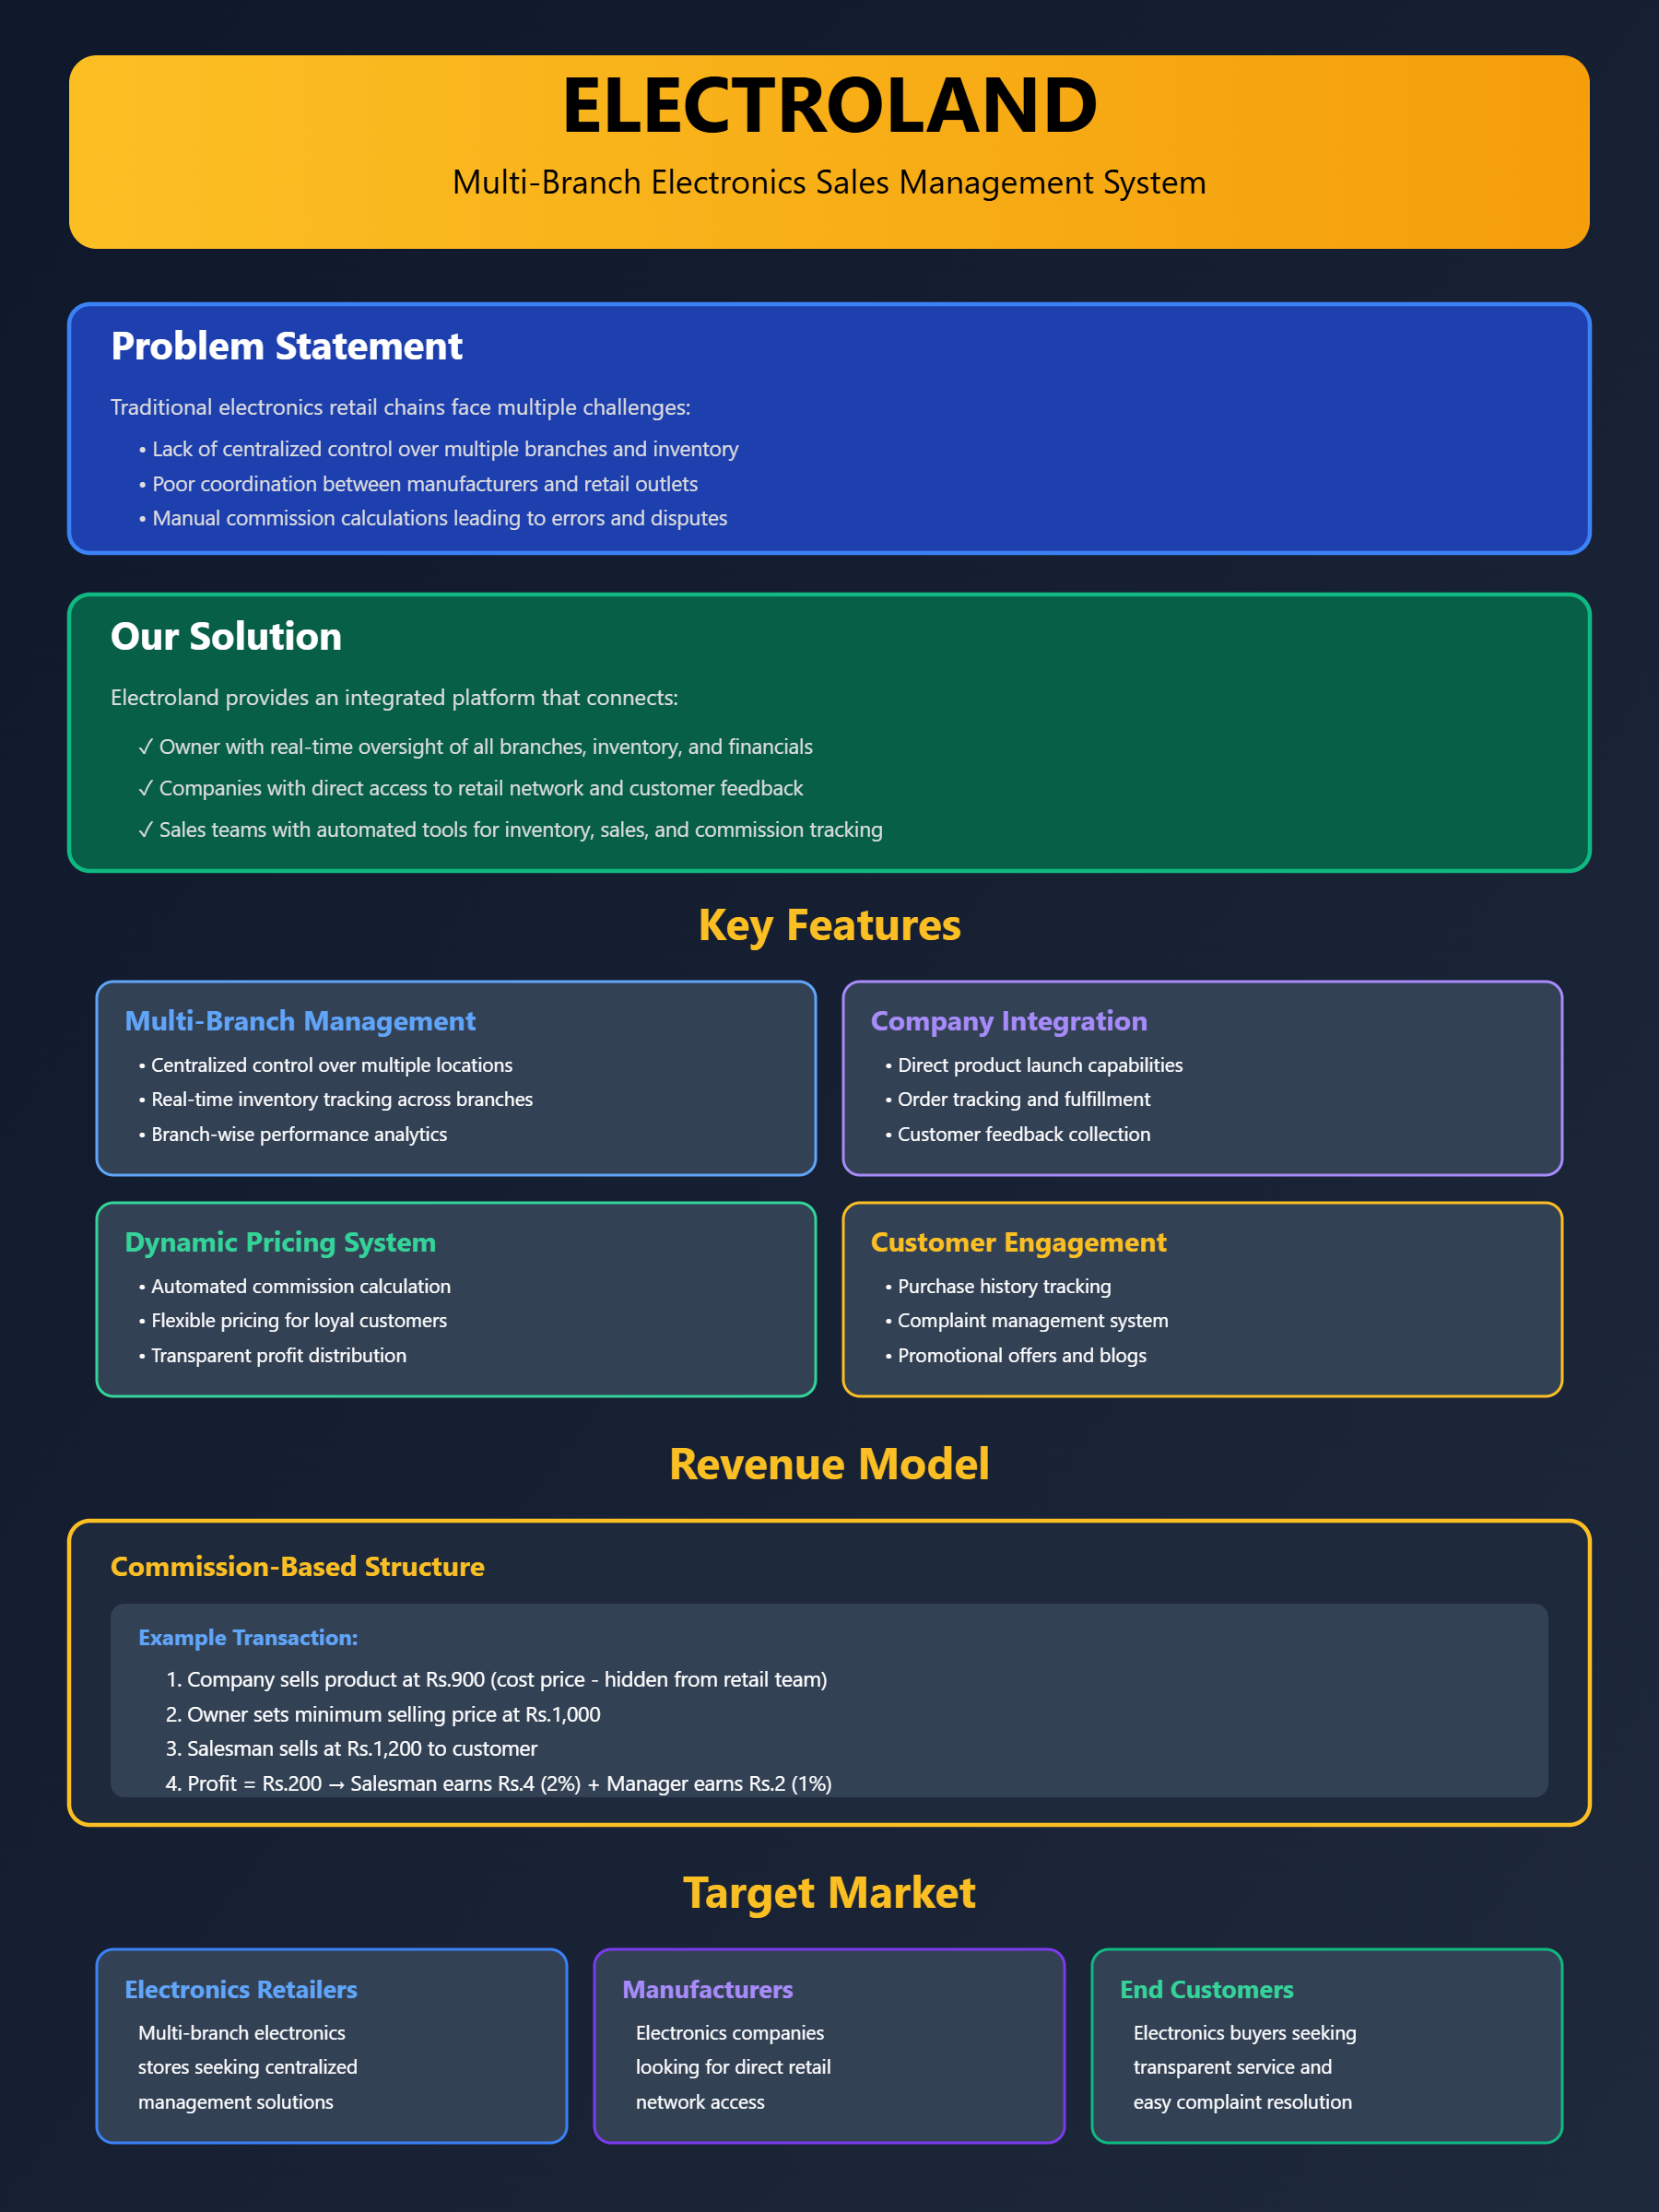 ELECTROLAND
Multi-Branch Electronics Sales Management System
Problem Statement
Traditional electronics retail chains face multiple challenges:
• Lack of centralized control over multiple branches and inventory
• Poor coordination between manufacturers and retail outlets
• Manual commission calculations leading to errors and disputes
Our Solution
Electroland provides an integrated platform that connects:
✓ Owner with real-time oversight of all branches, inventory, and financials
✓ Companies with direct access to retail network and customer feedback
✓ Sales teams with automated tools for inventory, sales, and commission tracking
Key Features
Multi-Branch Management
• Centralized control over multiple locations
• Real-time inventory tracking across branches
• Branch-wise performance analytics
Company Integration
• Direct product launch capabilities
• Order tracking and fulfillment
• Customer feedback collection
Dynamic Pricing System
• Automated commission calculation
• Flexible pricing for loyal customers
• Transparent profit distribution
Customer Engagement
• Purchase history tracking
• Complaint management system
• Promotional offers and blogs
Revenue Model
Commission-Based Structure
Example Transaction:
1. Company sells product at Rs.900 (cost price - hidden from retail team)
2. Owner sets minimum selling price at Rs.1,000
3. Salesman sells at Rs.1,200 to customer
4. Profit = Rs.200 → Salesman earns Rs.4 (2%) + Manager earns Rs.2 (1%)
Target Market
Electronics Retailers
Multi-branch electronics
stores seeking centralized
management solutions
Manufacturers
Electronics companies
looking for direct retail
network access
End Customers
Electronics buyers seeking
transparent service and
easy complaint resolution